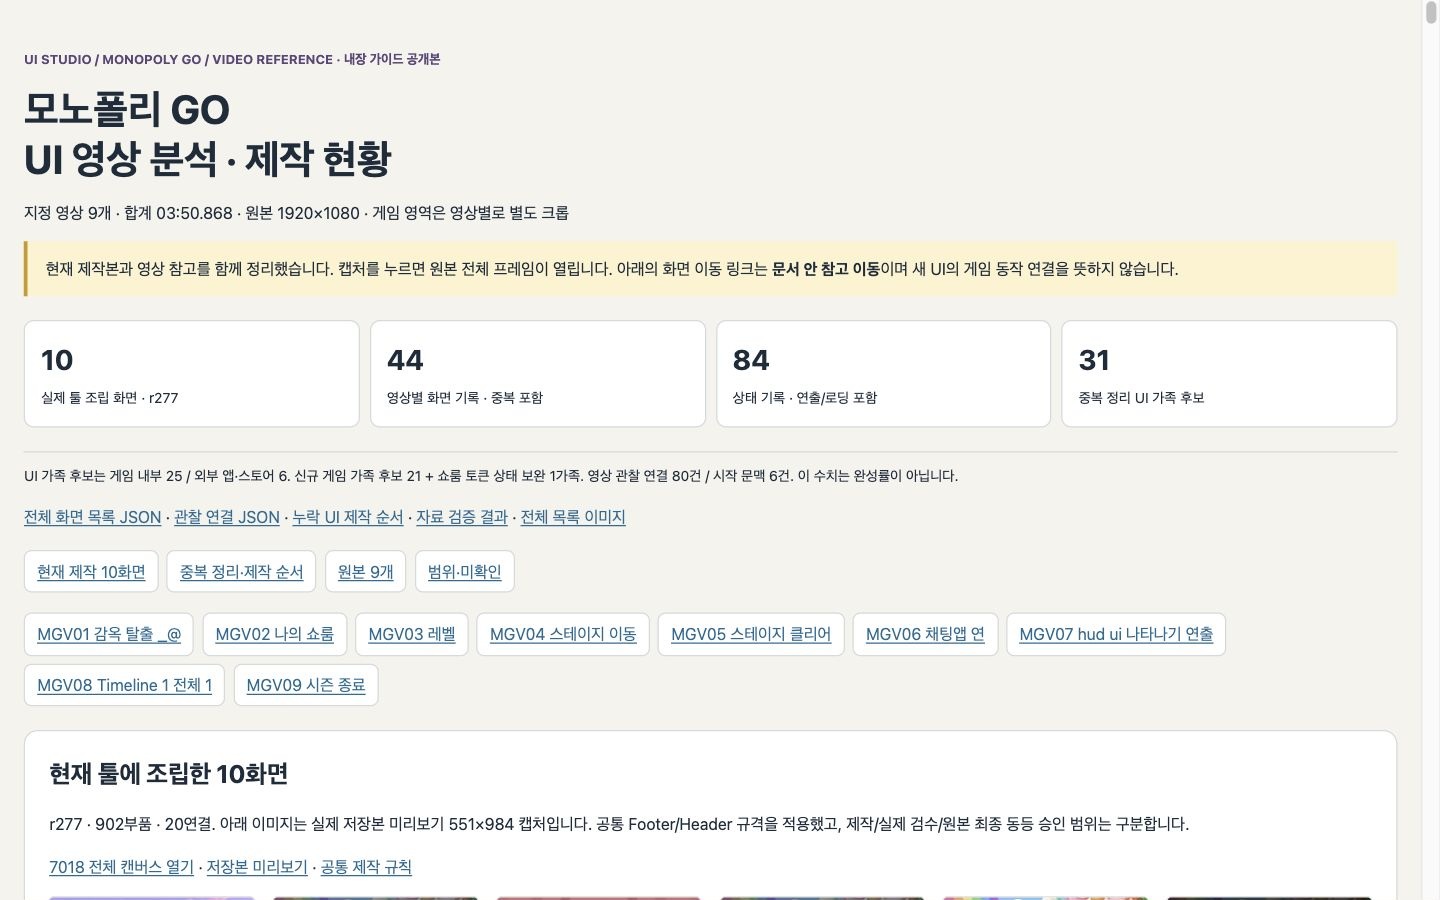 UI STUDIO / MONOPOLY GO / VIDEO REFERENCE · 내장 가이드 공개본
모노폴리 GO
UI 영상 분석 · 제작 현황
지정 영상 9개 · 합계 03:50.868 · 원본 1920×1080 · 게임 영역은 영상별로 별도 크롭
현재 제작본과 영상 참고를 함께 정리했습니다. 캡처를 누르면 원본 전체 프레임이 열립니다. 아래의 화면 이동 링크는 문서 안 참고 이동이며 새 UI의 게임 동작 연결을 뜻하지 않습니다.
10
실제 툴 조립 화면 · r277
44
영상별 화면 기록 · 중복 포함
84
상태 기록 · 연출/로딩 포함
31
중복 정리 UI 가족 후보
UI 가족 후보는 게임 내부 25 / 외부 앱·스토어 6. 신규 게임 가족 후보 21 + 쇼룸 토큰 상태 보완 1가족. 영상 관찰 연결 80건 / 시작 문맥 6건. 이 수치는 완성률이 아닙니다.
전체 화면 목록 JSON · 관찰 연결 JSON · 누락 UI 제작 순서 · 자료 검증 결과 · 전체 목록 이미지
현재 제작 10화면 중복 정리·제작 순서 원본 9개 범위·미확인
MGV01 감옥 탈출 _@ MGV02 나의 쇼룸 MGV03 레벨 MGV04 스테이지 이동 MGV05 스테이지 클리어 MGV06 채팅앱 연 MGV07 hud ui 나타나기 연출
MGV08 Timeline 1 전체 1 MGV09 시즌 종료
현재 툴에 조립한 10화면
r277 · 902부품 · 20연결. 아래 이미지는 실제 저장본 미리보기 551×984 캡처입니다. 공통 Footer/Header 규격을 적용했고, 제작/실제 검수/원본 최종 동등 승인 범위는 구분합니다.
7018 전체 캔버스 열기 · 저장본 미리보기 · 공통 제작 규칙